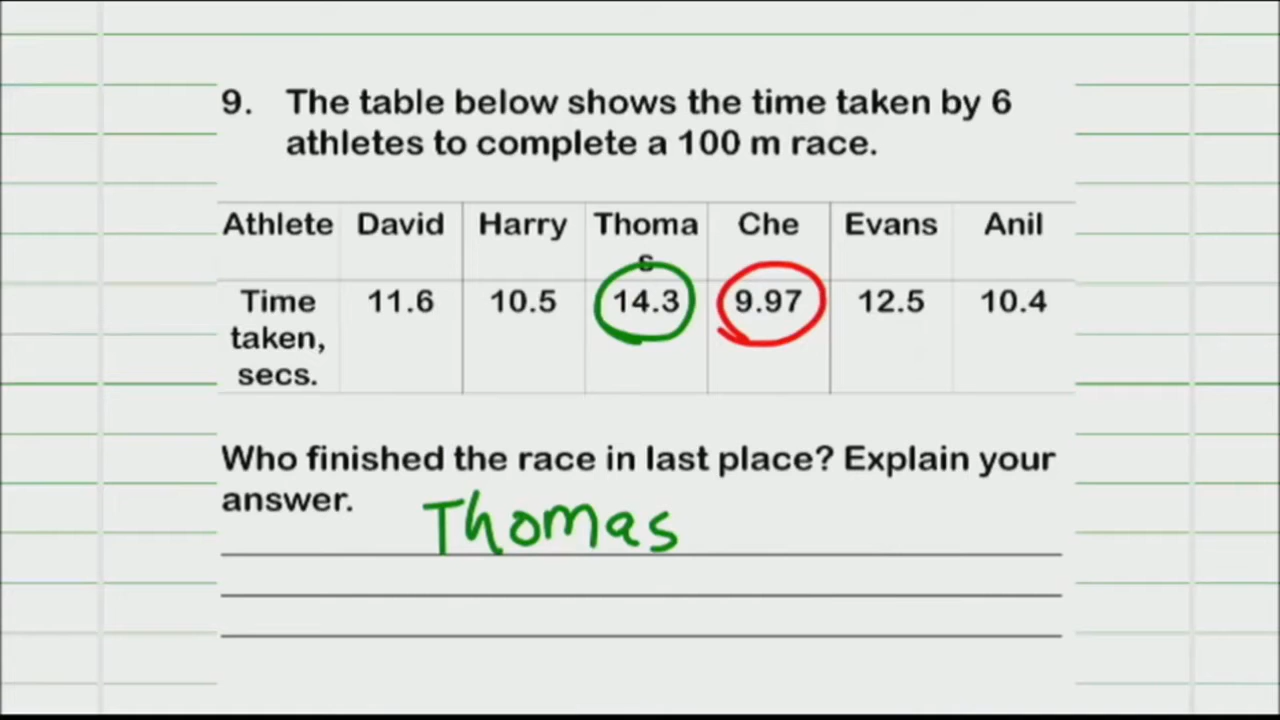 9. The table below shows the time taken by 6
athletes to complete a 100 m race.
Athlete David Harry Thoma Che Evans Anil
s
Time 11.6 10.5 14.3 9.97 12.5 10.4
taken,
secs.
Who finished the race in last place? Explain your
answer. Thomas